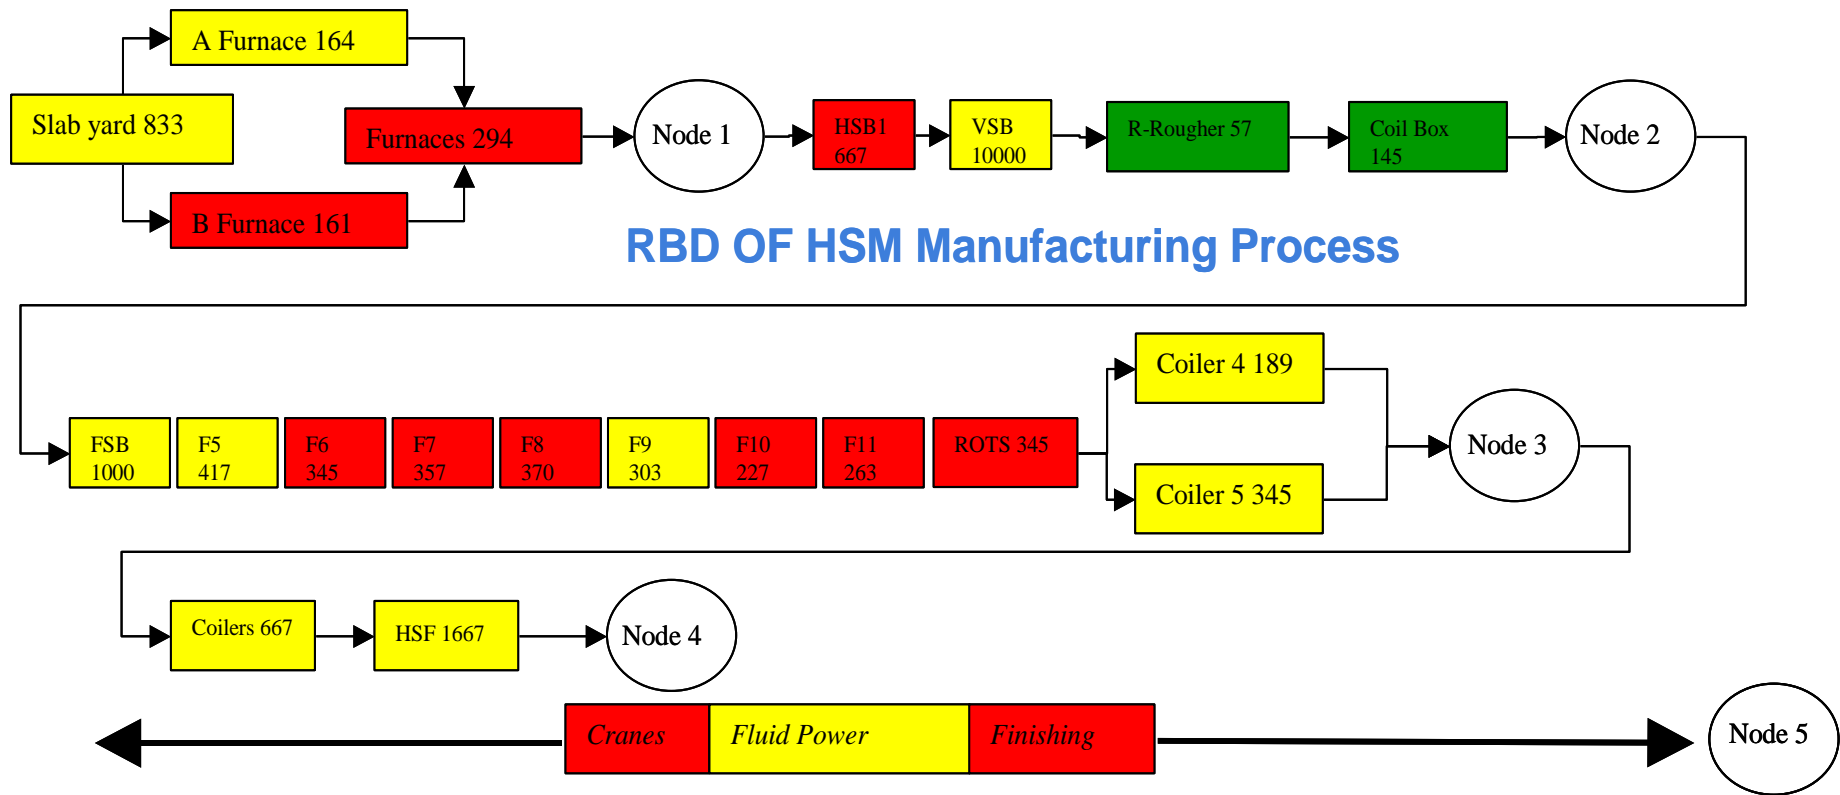 A Furnace 164
Slab yard 833
Furnaces 294
B Furnace 161
Node 1
HSB1
667
VSB
10000
R-Rougher 57
Coil Box
145
Node 2
RBD OF HSM Manufacturing Process
FSB
1000
F5
417
F6
345
F7
357
F8
370
F9
303
F10
227
F11
263
ROTS 345
Coiler 4 189
Coiler 5 345
Node 3
Coilers 667
HSF 1667
Node 4
Cranes
Fluid Power
Finishing
Node 5